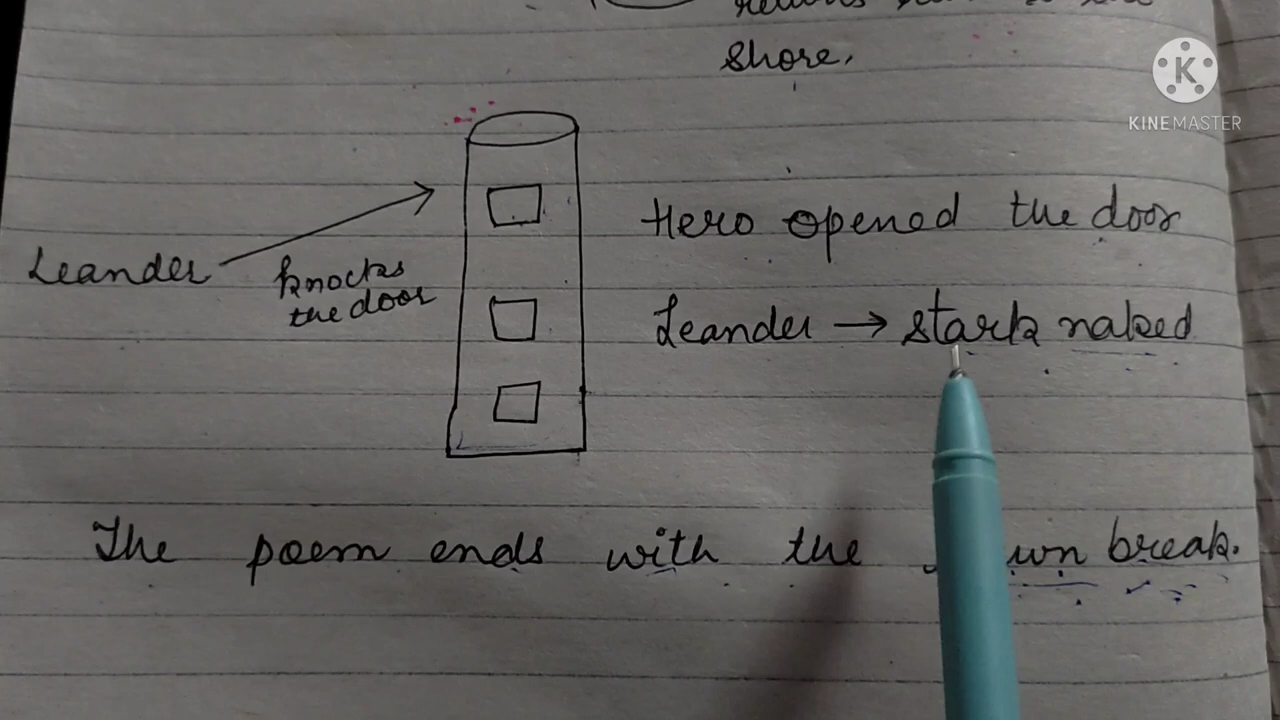 shore.
KINEMASTER
Hero opened the door
Leander
knocks
the door
Leander → stark naked
The poem ends with the break.